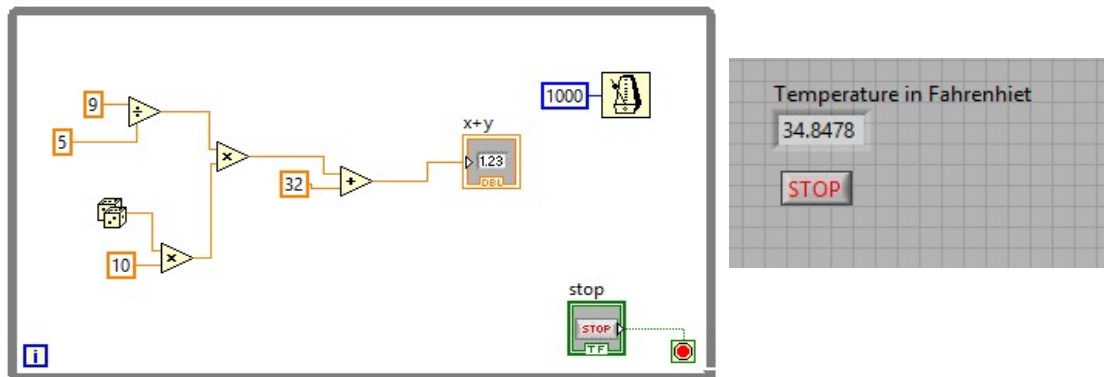 9
÷
5
×
10
×
32
+
x+y
1.23
DBL
1000
stop
STOP
TF
i
Temperature in Fahrenhiet
34.8478
STOP